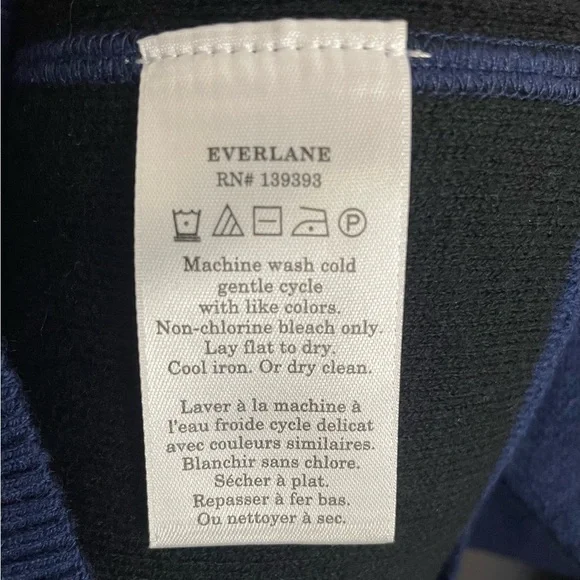 EVERLANE
RN# 139393
P
Machine wash cold
gentle cycle
with like colors.
Non-chlorine bleach only.
Lay flat to dry.
Cool iron. Or dry clean.
Laver à la machine à
l'eau froide cycle delicat
avec couleurs similaires.
Blanchir sans chlore.
Sécher à plat.
Repasser à fer bas.
Ou nettoyer à sec.